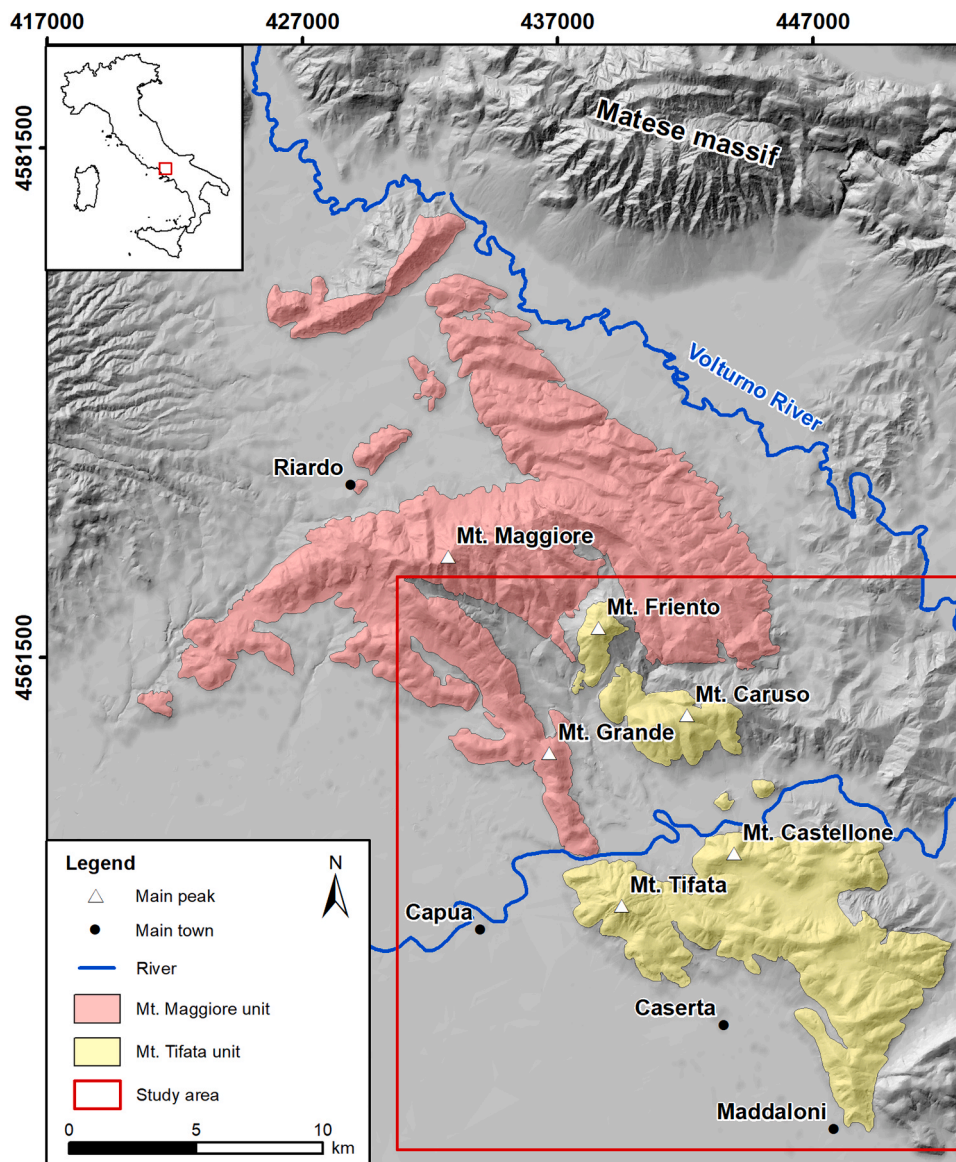 417000
427000
437000
447000
4581500
4561500
Matese massif
Volturno River
Riardo
Mt. Maggiore
Mt. Friento
Mt. Caruso
Mt. Grande
Mt. Castellone
Mt. Tifata
Capua
Caserta
Maddaloni
Legend
N
Main peak
Main town
River
Mt. Maggiore unit
Mt. Tifata unit
Study area
0 5 10
km